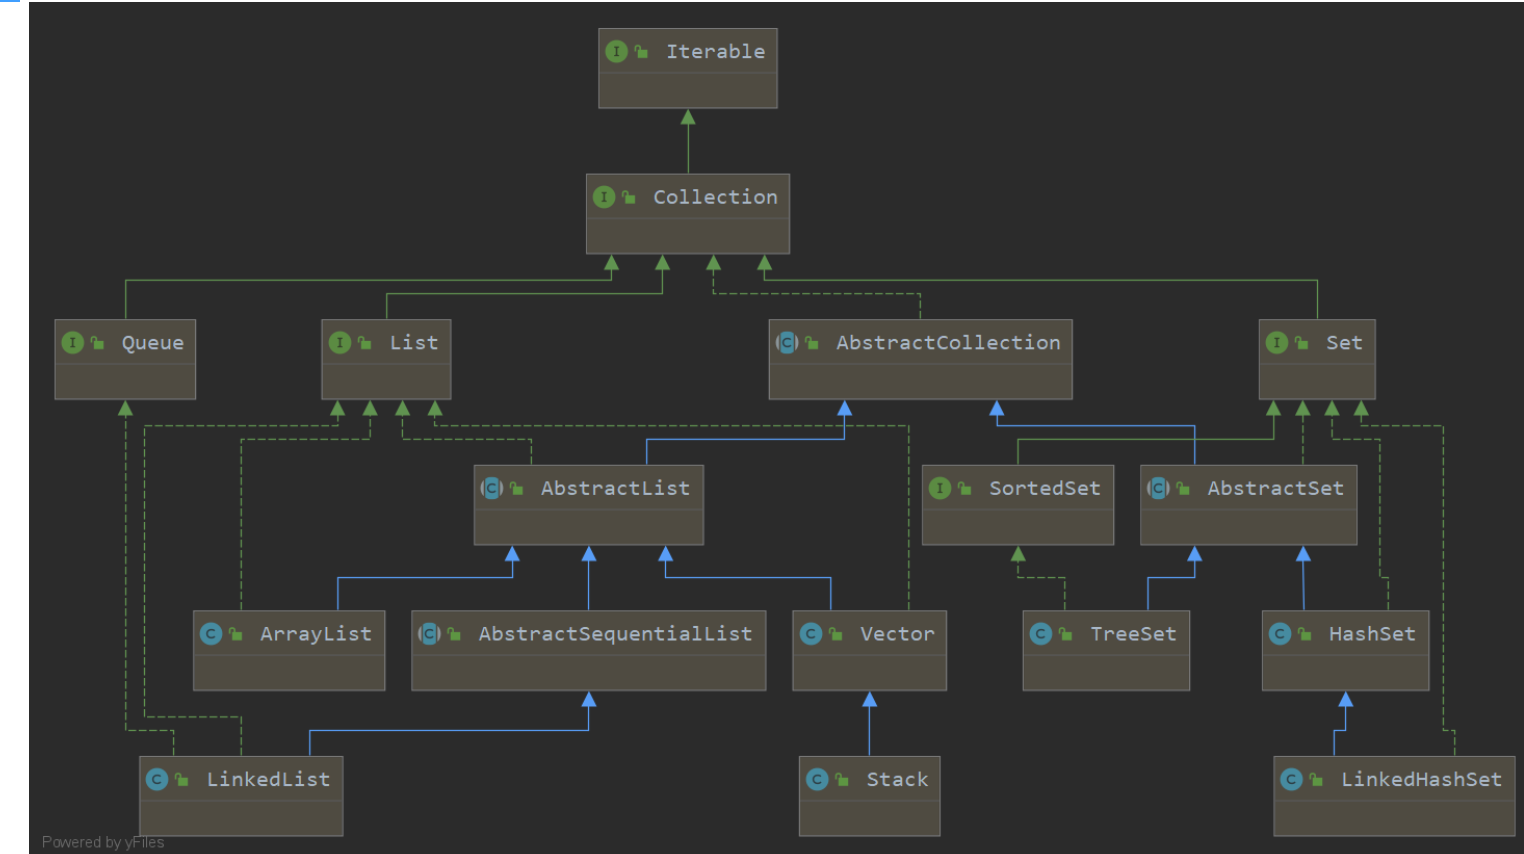 I Iterable
I Collection
I Queue
I List
C AbstractCollection
I Set
C AbstractList
I SortedSet
C AbstractSet
C ArrayList
C AbstractSequentialList
C Vector
C TreeSet
C HashSet
C LinkedList
C Stack
C LinkedHashSet
Powered by yFiles